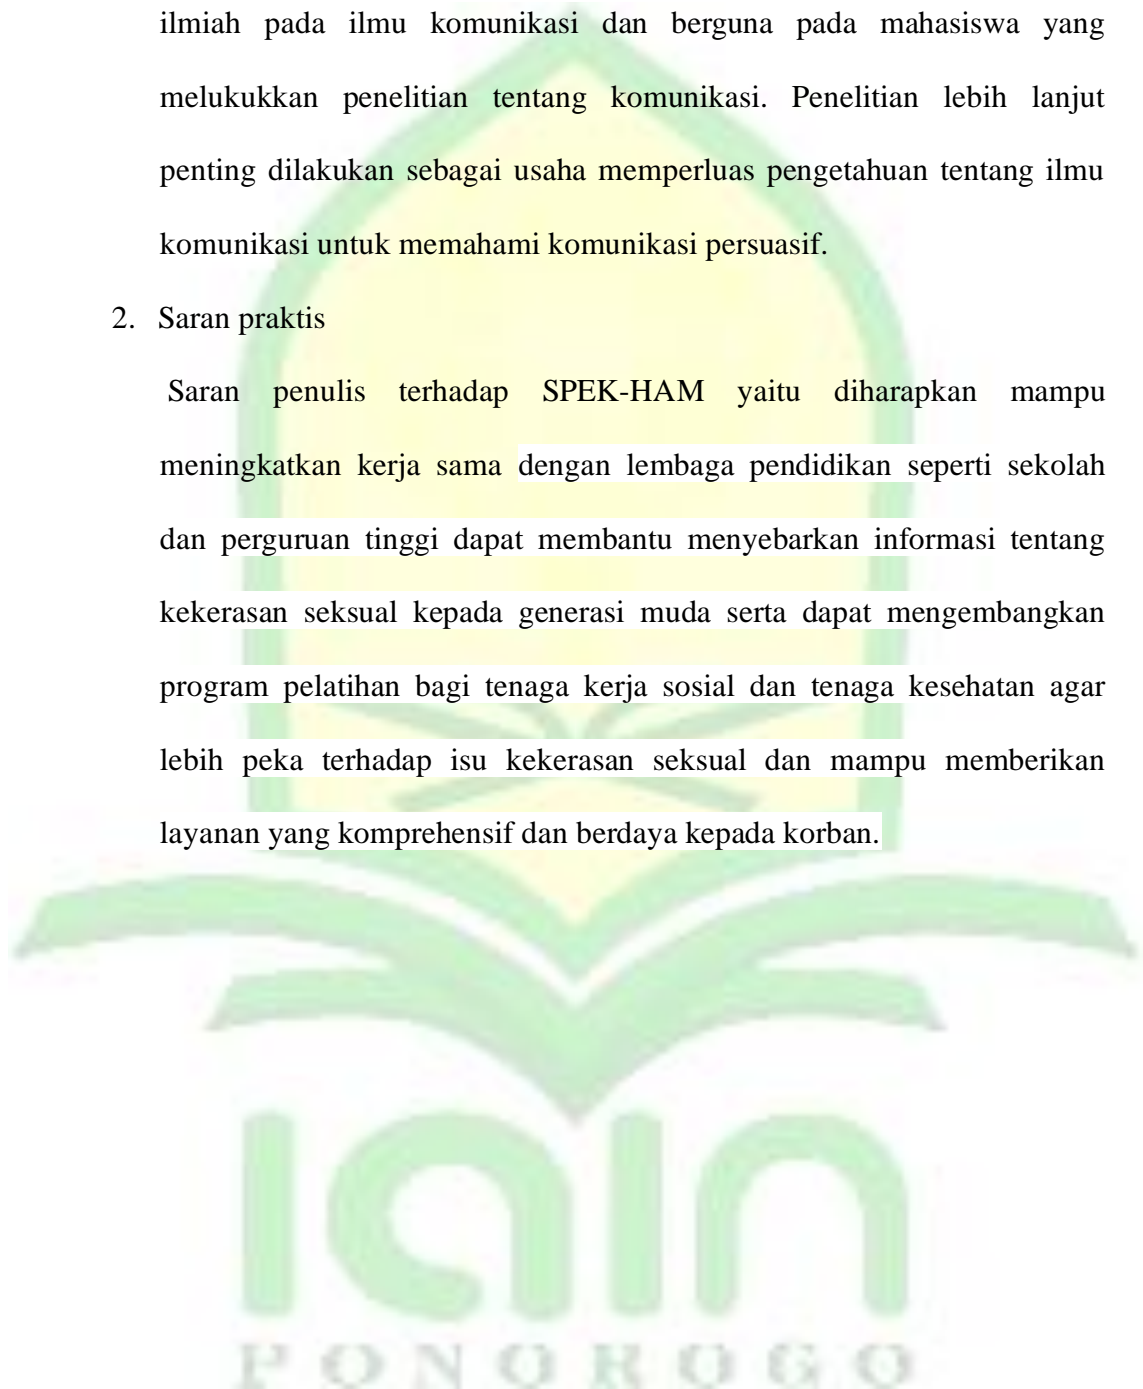 ilmiah pada ilmu komunikasi dan berguna pada mahasiswa yang
melukukkan penelitian tentang komunikasi. Penelitian lebih lanjut
penting dilakukan sebagai usaha memperluas pengetahuan tentang ilmu
komunikasi untuk memahami komunikasi persuasif.
2. Saran praktis
Saran penulis terhadap SPEK-HAM yaitu diharapkan mampu
meningkatkan kerja sama dengan lembaga pendidikan seperti sekolah
dan perguruan tinggi dapat membantu menyebarkan informasi tentang
kekerasan seksual kepada generasi muda serta dapat mengembangkan
program pelatihan bagi tenaga kerja sosial dan tenaga kesehatan agar
lebih peka terhadap isu kekerasan seksual dan mampu memberikan
layanan yang komprehensif dan berdaya kepada korban.
iain
PONOROGO